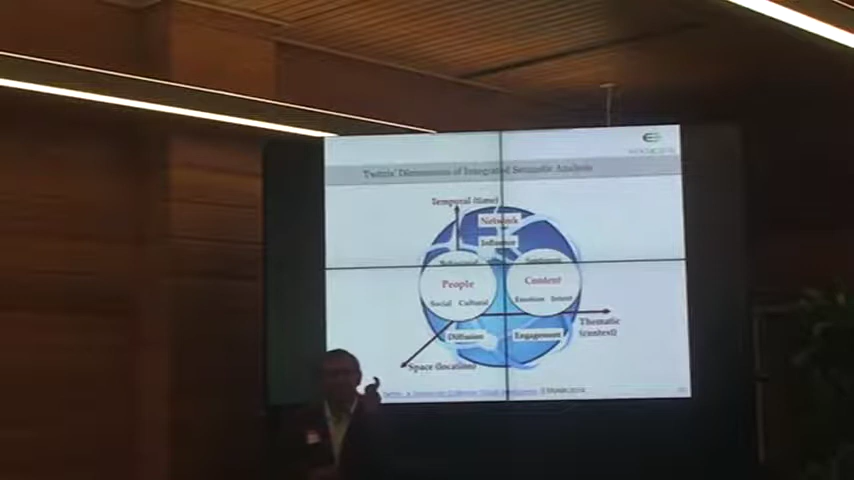 Twitris' Dimensions of Integrated Semantic Analysis
Temporal (time)
Network
Influence
Sentiment
People
Content
Social Cultural
Emotion Intent
Thematic
(context)
Diffusion
Engagement
Space (location)